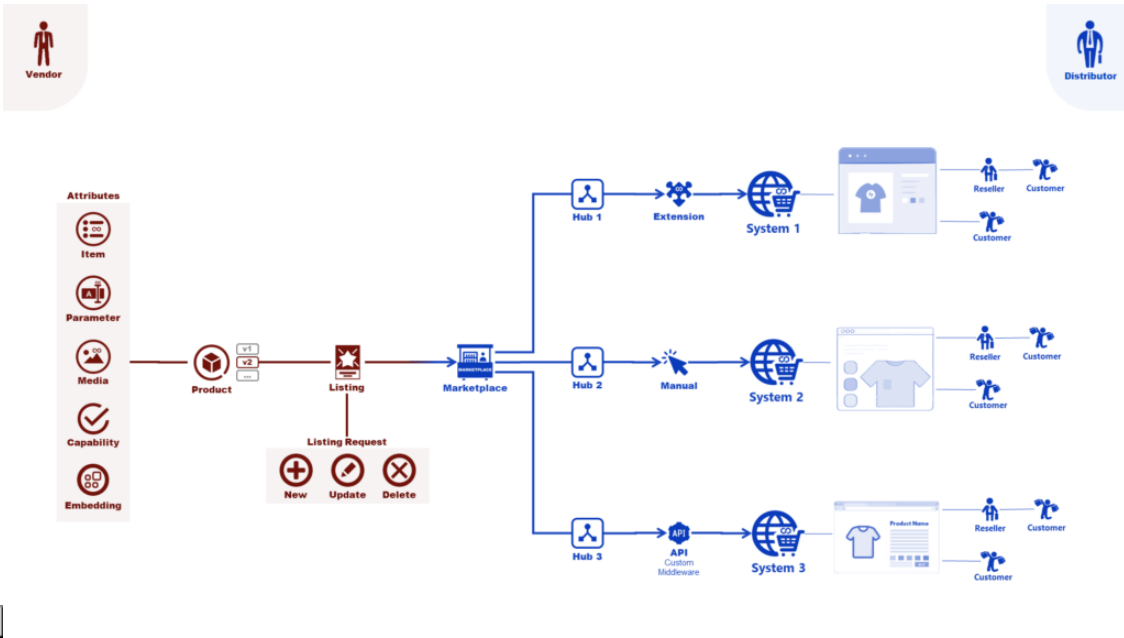 Vendor
Distributor
Attributes
Item
A
Parameter
Media
Capability
Embedding
v1
v2
...
Product
Listing
Listing Request
New
Update
Delete
MARKETPLACE
Marketplace
Hub 1
Extension
System 1
Reseller
Customer
Customer
Hub 2
Manual
System 2
Reseller
Customer
Customer
Hub 3
API
API
Custom
Middleware
System 3
Product Name
Reseller
Customer
Customer